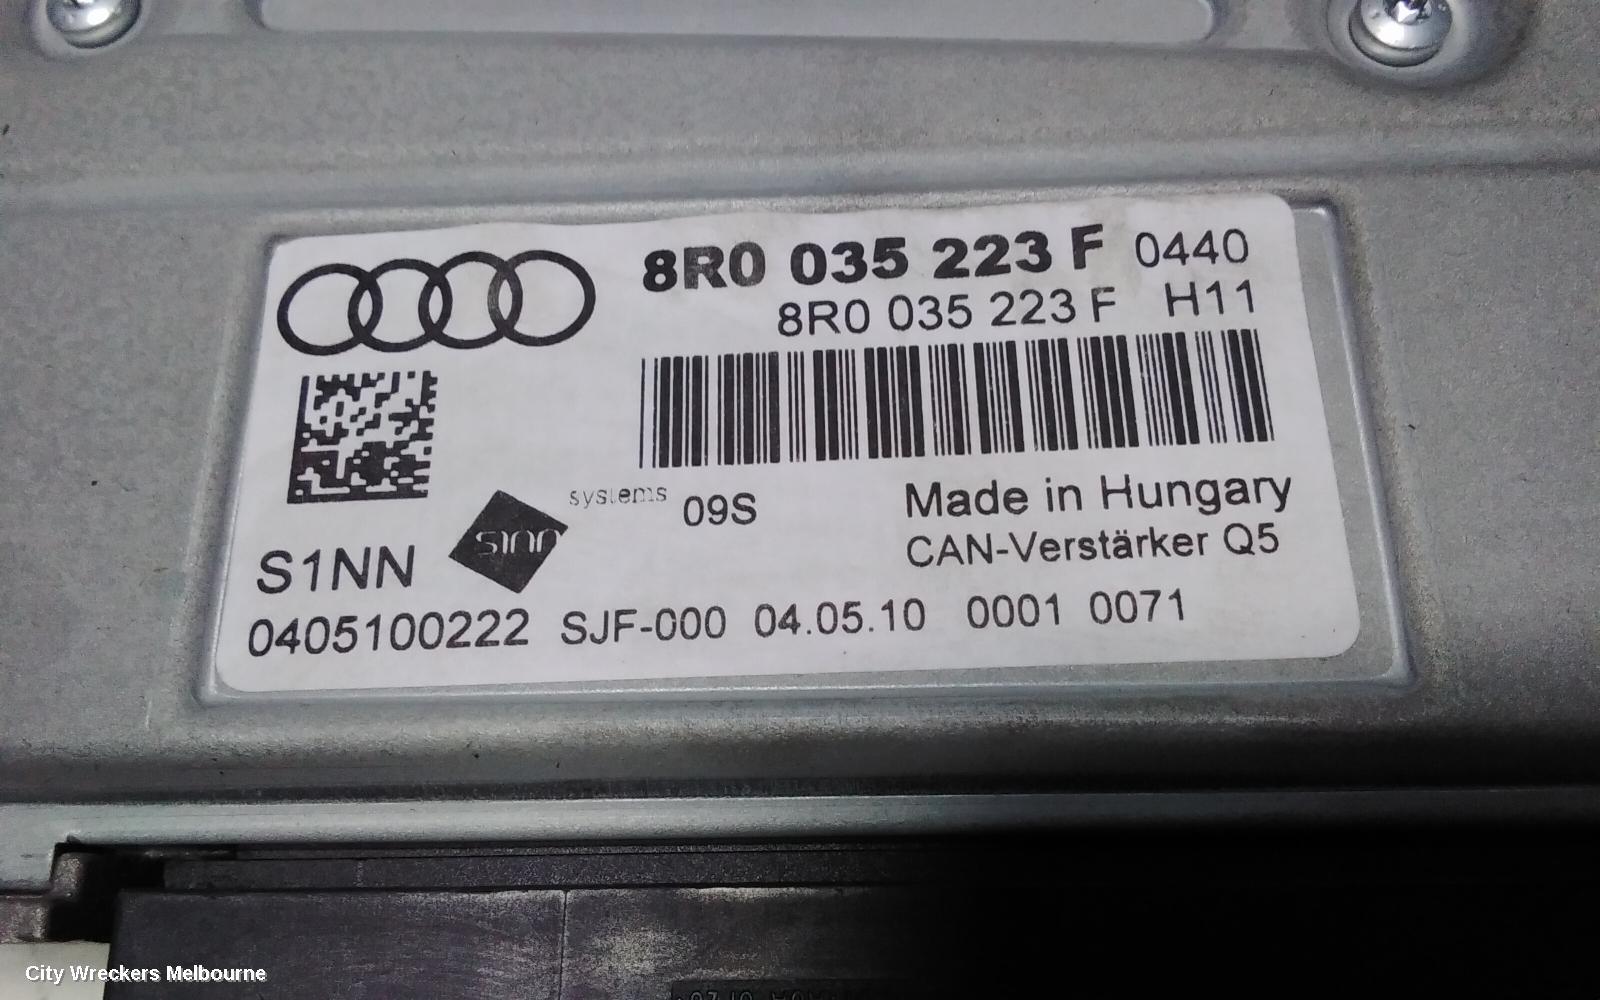 8R0 035 223 F 0440
8R0 035 223 F H11
systems 09S
Made in Hungary
sinn
CAN-Verstärker Q5
S1NN
0405100222 SJF-000 04.05.10 0001 0071
City Wreckers Melbourne